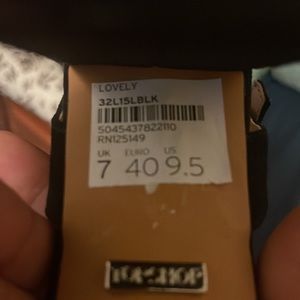 LOVELY
32L15LBLK
5045437822110
RN125149
UK EURO US
7 40 9.5
TOPSHOP